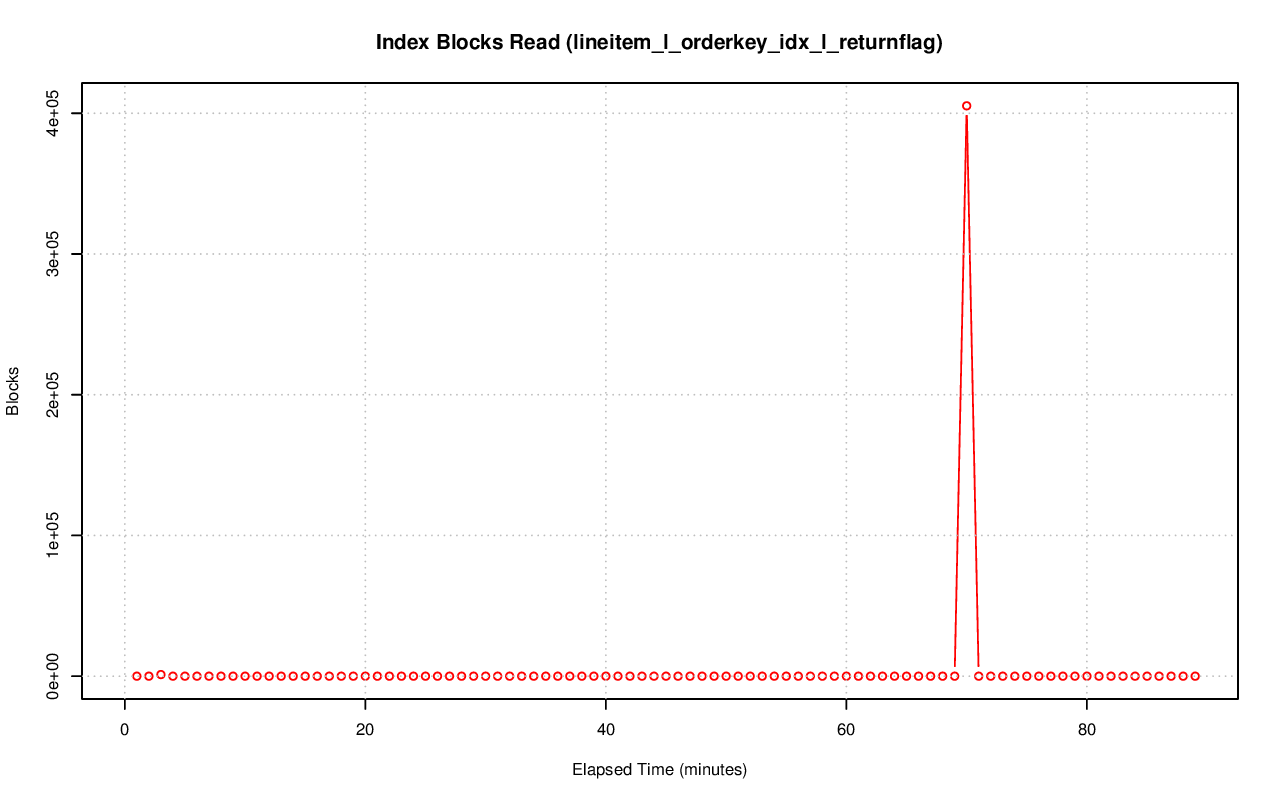 Index Blocks Read (lineitem_l_orderkey_idx_l_returnflag)
4e+05
3e+05
2e+05
1e+05
0e+00
Blocks
0 20 40 60 80
Elapsed Time (minutes)